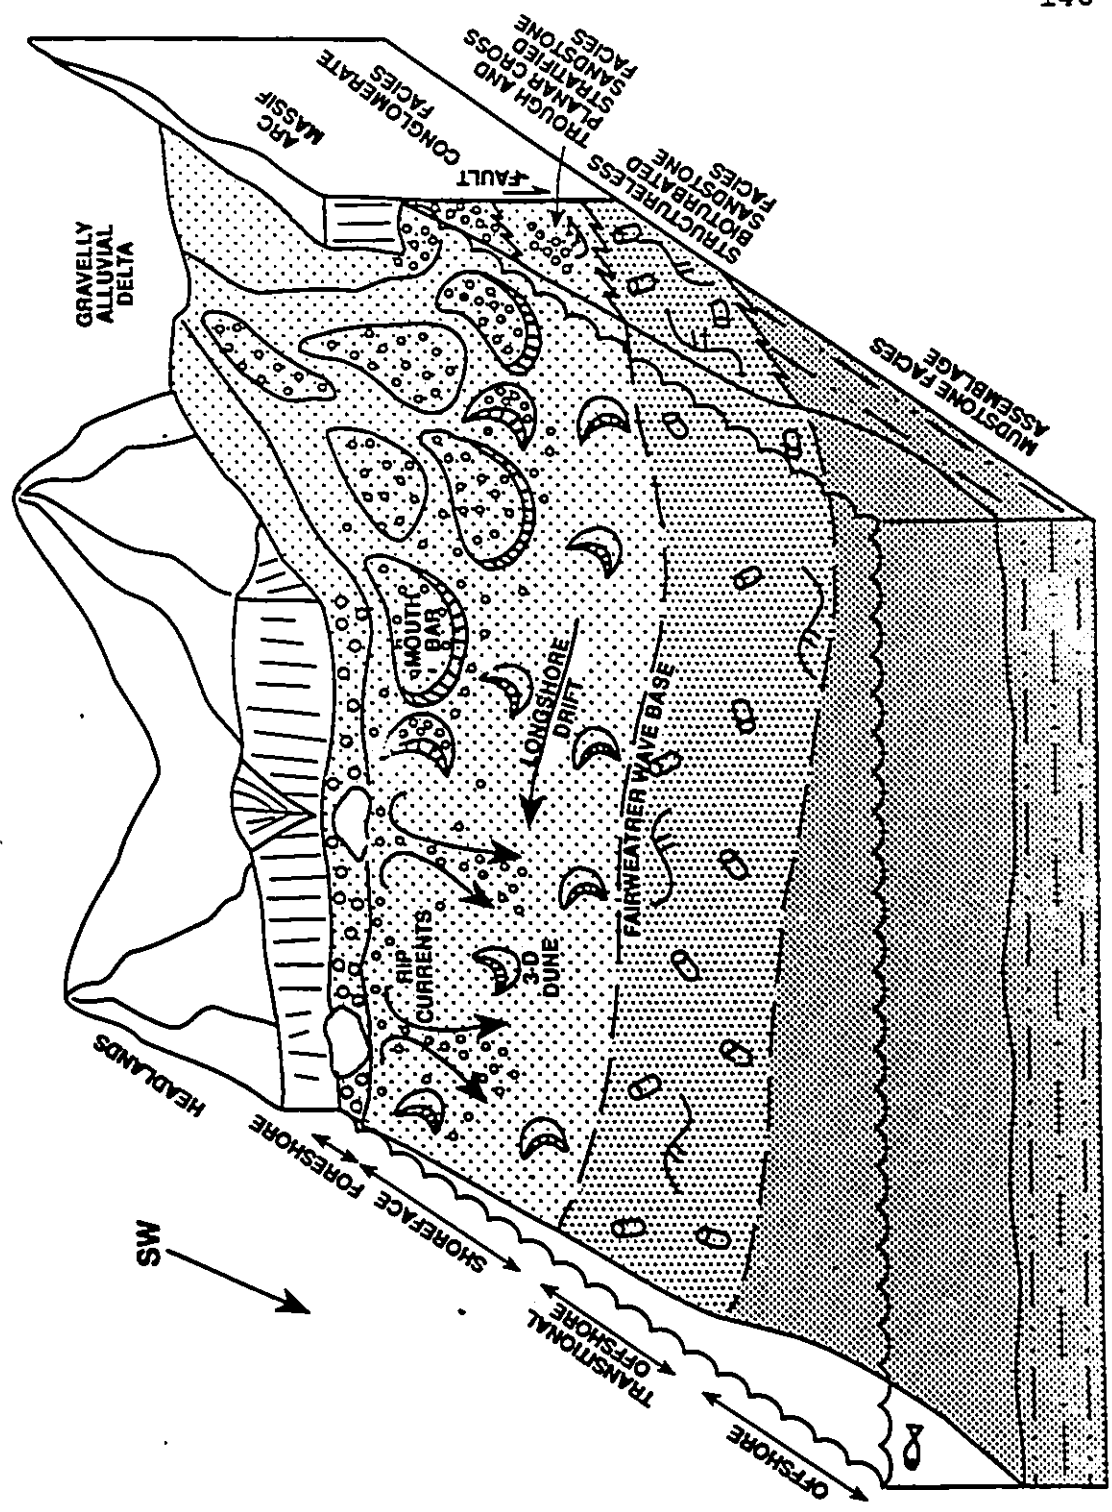 GRAVELLY
ALLUVIAL
DELTA
ARC
MASSIF
CONGLOMERATE
FACIES
TROUGH AND
PLANAR CROSS
STRATIFIED
SANDSTONE
FACIES
FAULT
STRUCTURELESS
BIOTURBATED
SANDSTONE
FACIES
MUDSTONE FACIES
ASSEMBLAGE
MOUTH
BAR
LONGSHORE
DRIFT
FAIRWEATRER WAVE BASE
RIP
CURRENTS
3-D
DUNE
HEADLANDS
FORESHORE
SHOREFACE
TRANSITIONAL
OFFSHORE
OFFSHORE
SW